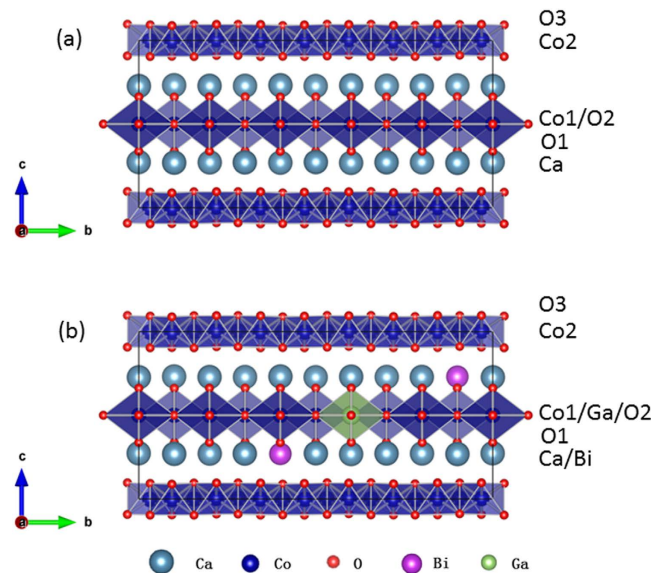 (a)
O3
Co2
Co1/O2
O1
Ca
c
a
b
(b)
O3
Co2
Co1/Ga/O2
O1
Ca/Bi
c
a
b
Ca Co O Bi Ga